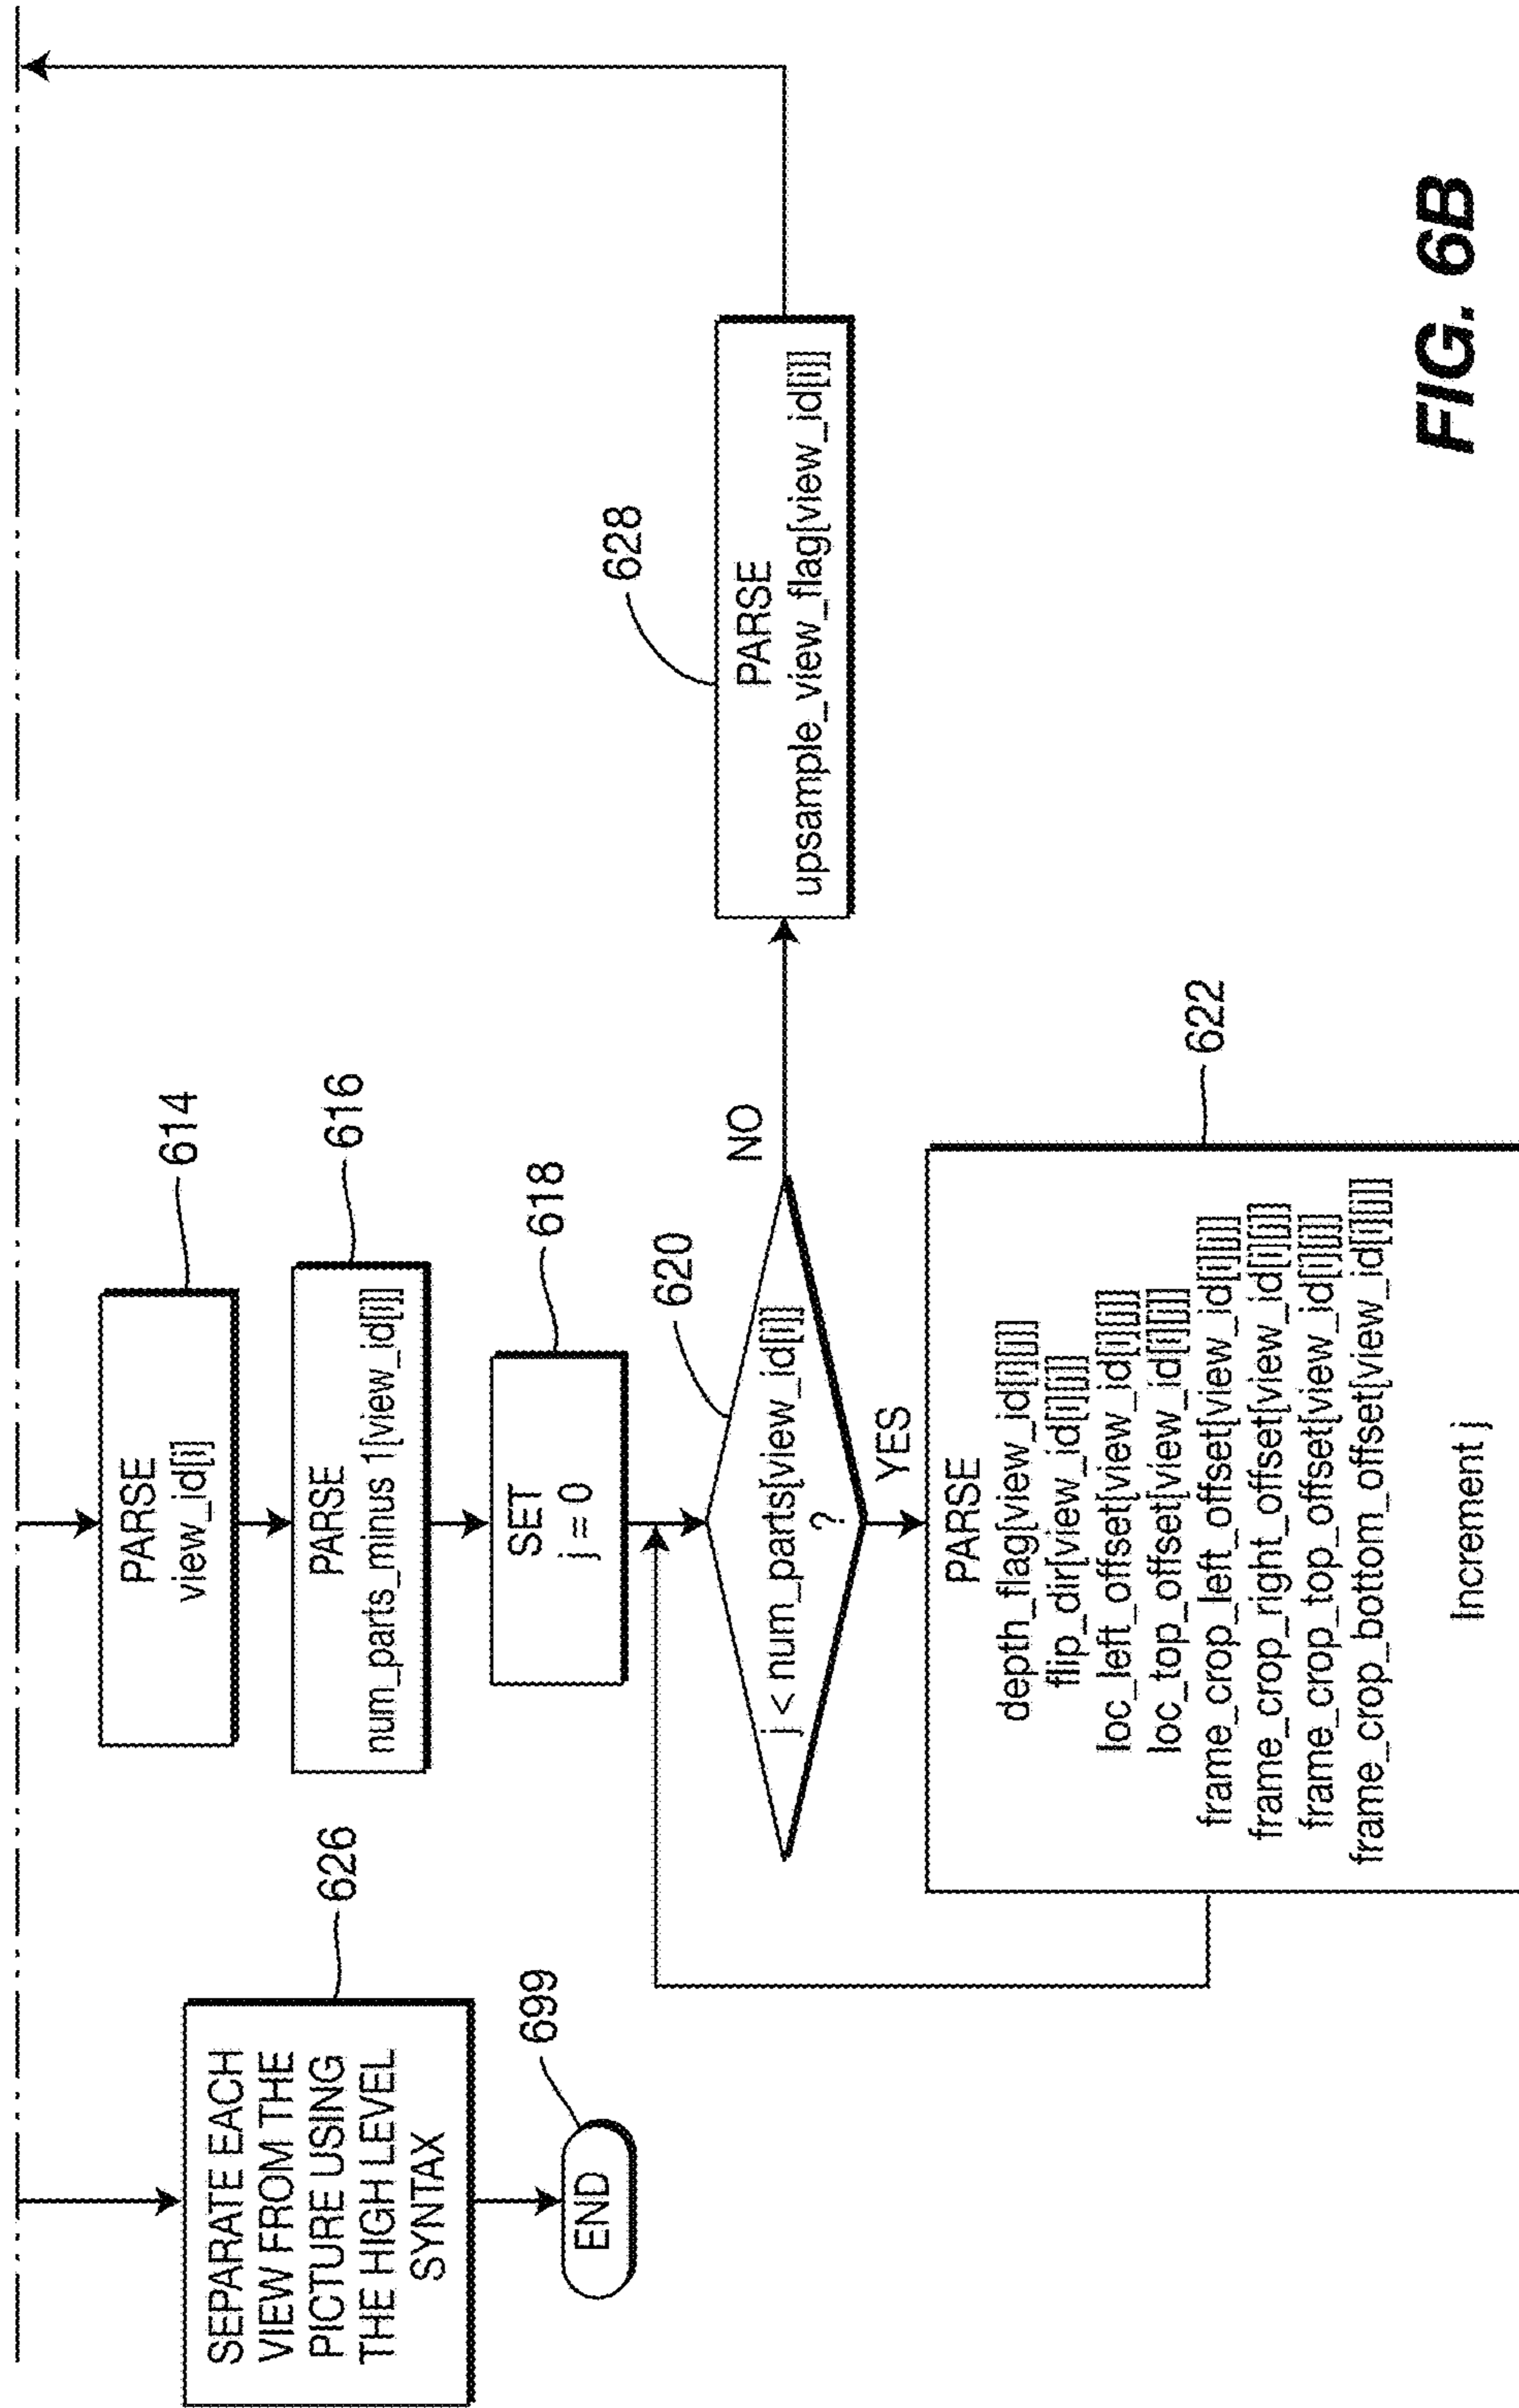 SEPARATE EACH
VIEW FROM THE
PICTURE USING
THE HIGH LEVEL
SYNTAX
626
END
699
PARSE
view_id[i]
614
PARSE
num_parts_minus 1[view_id[i]]
616
SET
j = 0
618
j < num_parts[view_id[i]]
?
620
NO
YES
PARSE
depth_flag[view_id[i][j]]
flip_dir[view_id[i][j]]
loc_left_offset[view_id[i][j]]
loc_top_offset[view_id[i][j]]
frame_crop_left_offset[view_id[i][j]]
frame_crop_right_offset[view_id[i][j]]
frame_crop_top_offset[view_id[i][j]]
frame_crop_bottom_offset[view_id[i][j]]
Increment j
622
PARSE
upsample_view_flag[view_id[i]]
628
FIG. 6B